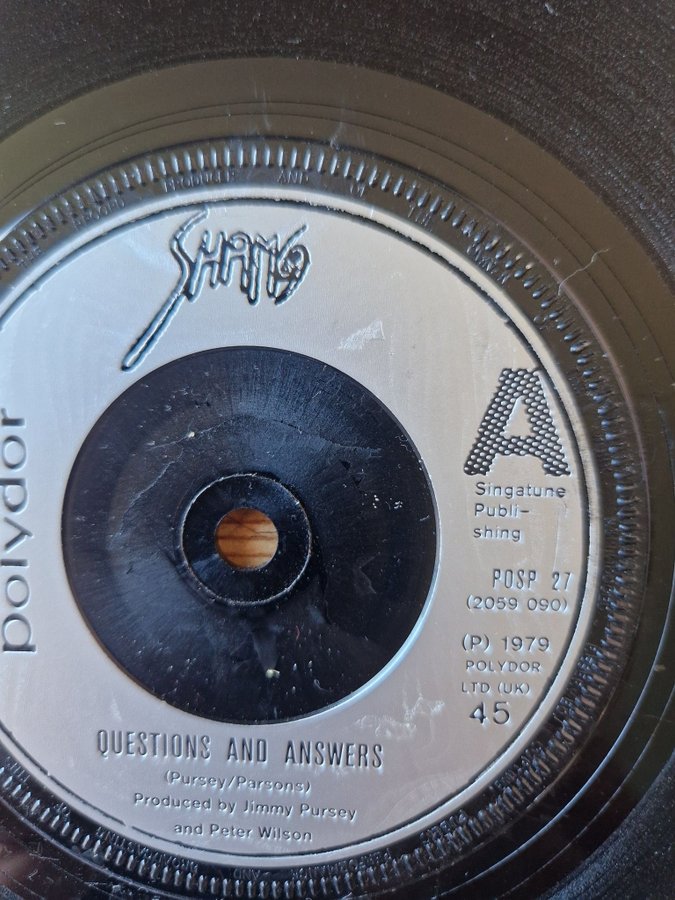 SHAM69
polydor
A
Singatune
Publi-
shing
POSP 27
(2059 090)
(P) 1979
POLYDOR
LTD (UK)
45
QUESTIONS AND ANSWERS
(Pursey/Parsons)
Produced by Jimmy Pursey
and Peter Wilson